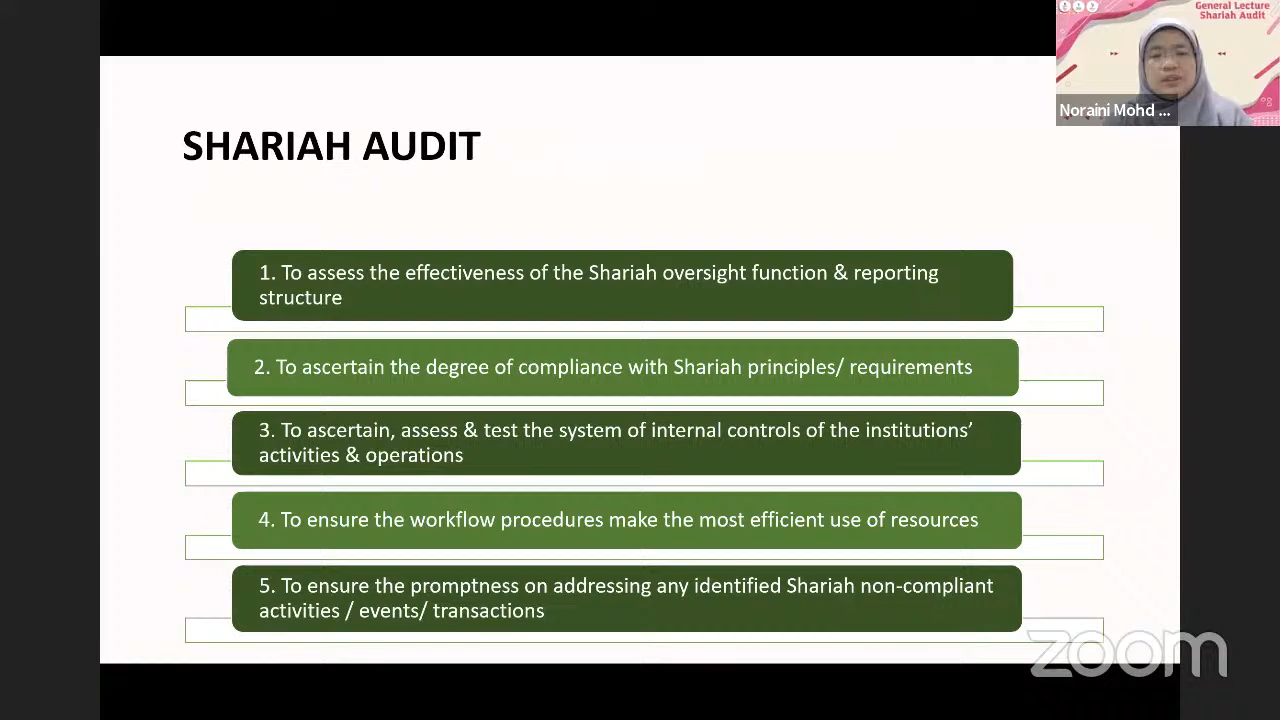 General Lecture
Shariah Audit
Noraini Mohd ...
SHARIAH AUDIT
1. To assess the effectiveness of the Shariah oversight function & reporting
structure
2. To ascertain the degree of compliance with Shariah principles/ requirements
3. To ascertain, assess & test the system of internal controls of the institutions’
activities & operations
4. To ensure the workflow procedures make the most efficient use of resources
5. To ensure the promptness on addressing any identified Shariah non-compliant
activities / events/ transactions
zoom